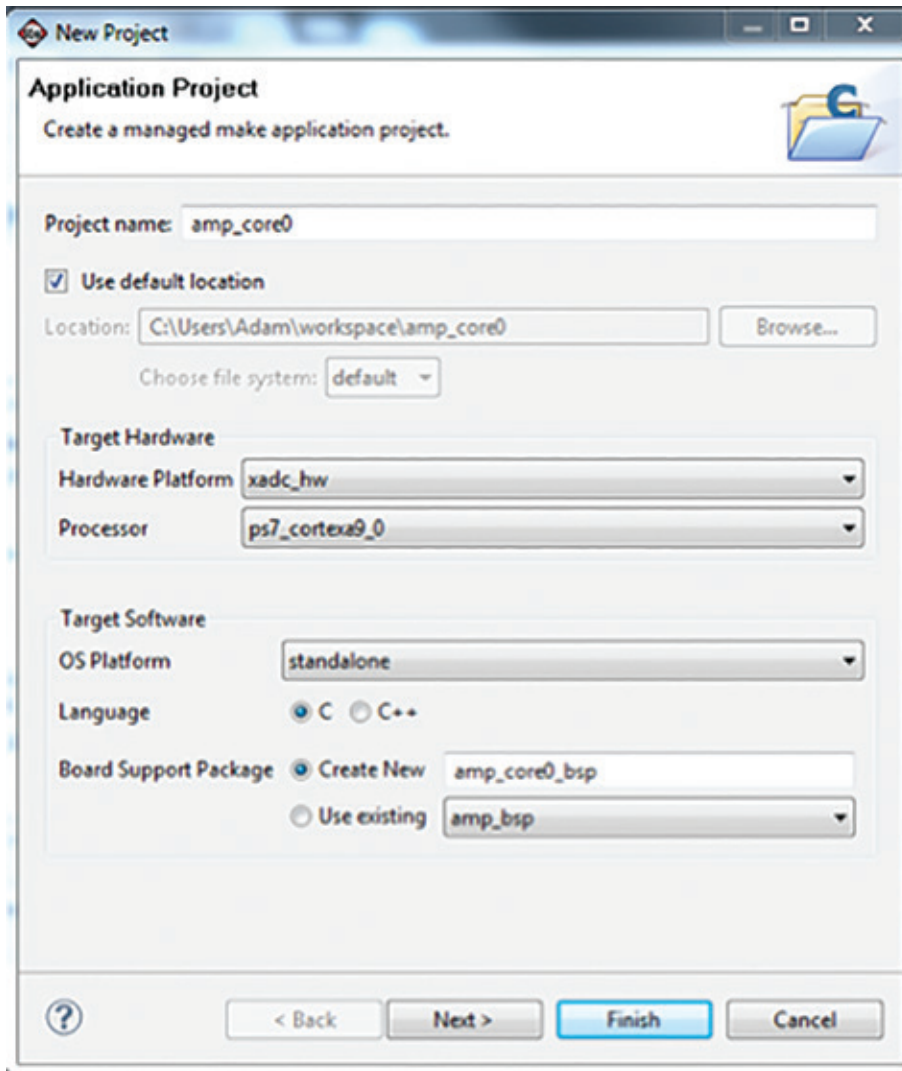 New Project
Application Project
Create a managed make application project.
Project name: amp_core0
Use default location
Location: C:\Users\Adam\workspace\amp_core0 Browse...
Choose file system: default
Target Hardware
Hardware Platform xadc_hw
Processor ps7_cortexa9_0
Target Software
OS Platform standalone
Language C C++
Board Support Package Create New amp_core0_bsp
Use existing amp_bsp
? < Back Next > Finish Cancel